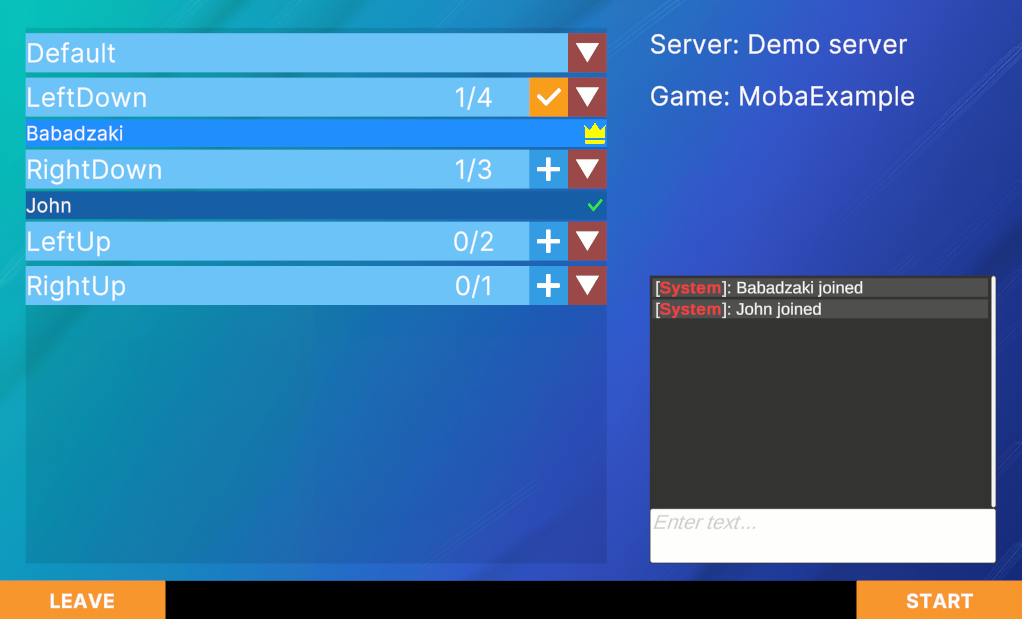 Default
LeftDown 1/4
Babadzaki
RightDown 1/3
John
LeftUp 0/2
RightUp 0/1
Server: Demo server
Game: MobaExample
[System]: Babadzaki joined
[System]: John joined
Enter text...
LEAVE
START